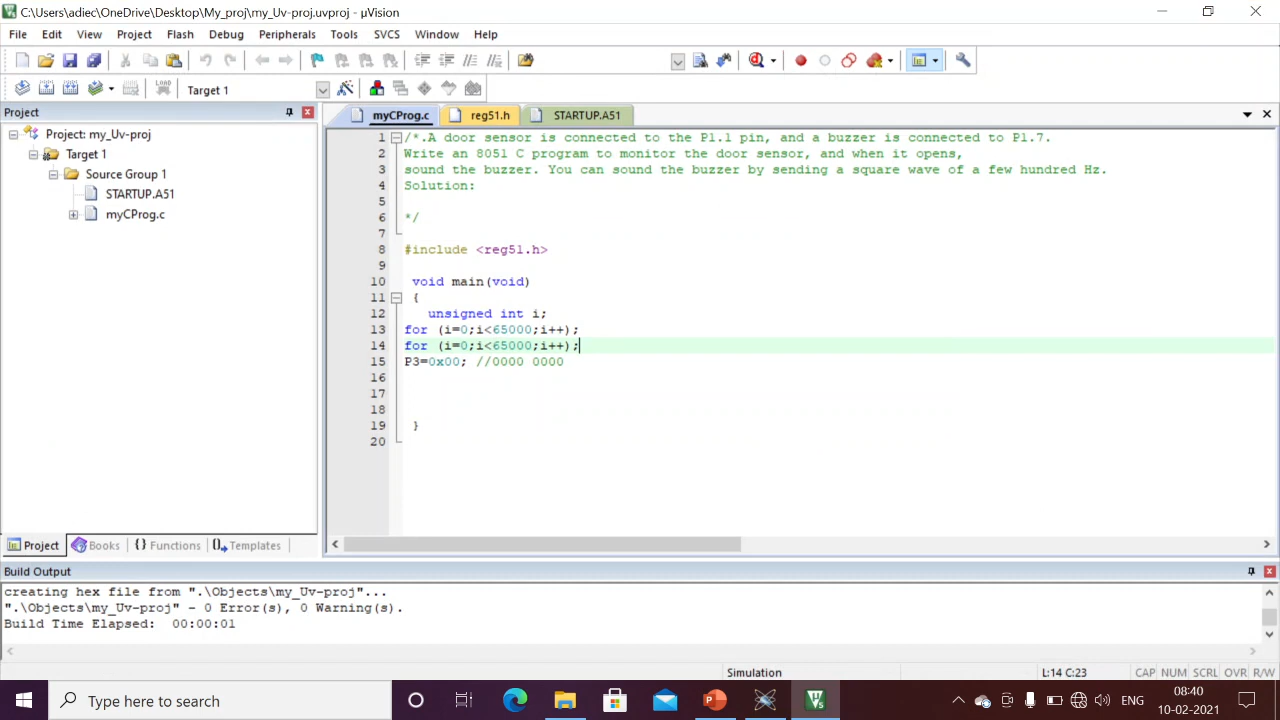 C:\Users\adiec\OneDrive\Desktop\My_proj\my_Uv-proj.uvproj - µVision
File Edit View Project Flash Debug Peripherals Tools SVCS Window Help
LOAD Target 1
Project
myCProg.c reg51.h STARTUP.A51
Project: my_Uv-proj
Target 1
Source Group 1
STARTUP.A51
myCProg.c
1 /*.A door sensor is connected to the P1.1 pin, and a buzzer is connected to P1.7.
2 Write an 8051 C program to monitor the door sensor, and when it opens,
3 sound the buzzer. You can sound the buzzer by sending a square wave of a few hundred Hz.
4 Solution:
5
6 */
7
8 #include <reg51.h>
9
10 void main(void)
11 {
12 unsigned int i;
13 for (i=0;i<65000;i++);
14 for (i=0;i<65000;i++);
15 P3=0x00; //0000 0000
16
17
18
19 }
20
Project Books {} Functions Templates
Build Output
creating hex file from ".\Objects\my_Uv-proj"...
".\Objects\my_Uv-proj" - 0 Error(s), 0 Warning(s).
Build Time Elapsed: 00:00:01
Simulation L:14 C:23 CAP NUM SCRL OVR R/W
Type here to search ENG 08:40
10-02-2021